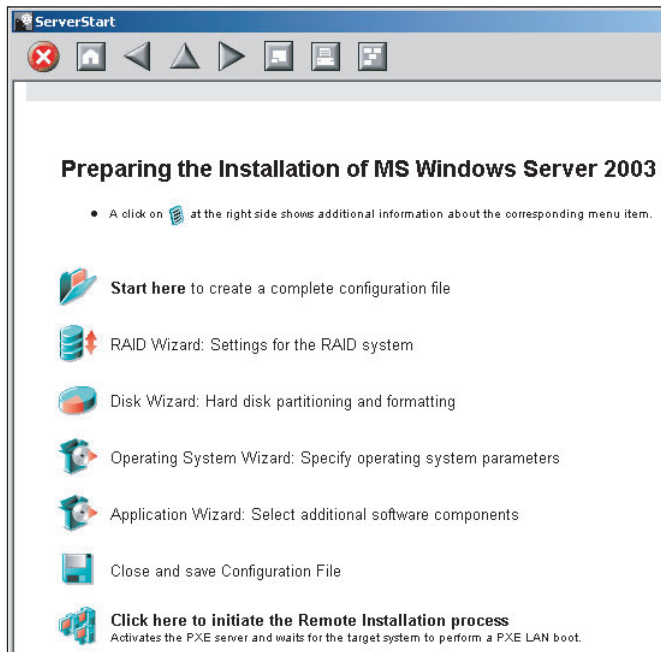 ServerStart
Preparing the Installation of MS Windows Server 2003
• A click on at the right side shows additional information about the corresponding menu item.
Start here to create a complete configuration file
RAID Wizard: Settings for the RAID system
Disk Wizard: Hard disk partitioning and formatting
Operating System Wizard: Specify operating system parameters
Application Wizard: Select additional software components
Close and save Configuration File
Click here to initiate the Remote Installation process
Activates the PXE server and waits for the target system to perform a PXE LAN boot.